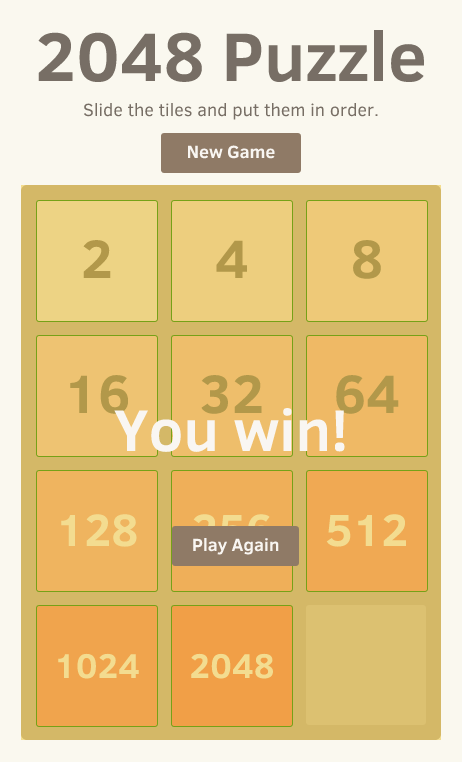 2048 Puzzle
Slide the tiles and put them in order.
New Game
2 4 8
16 32 64
You win!
128 256 512
Play Again
1024 2048